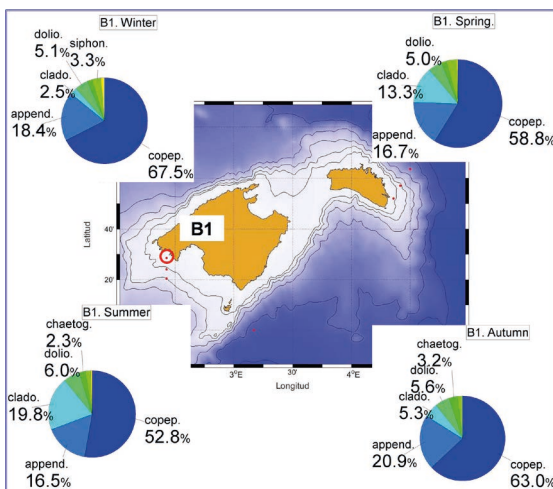 B1. Winter
dolio.
5.1%
siphon.
3.3%
clado.
2.5%
append.
18.4%
copep.
67.5%
B1. Spring.
dolio.
5.0%
clado.
13.3%
append.
16.7%
copep.
58.8%
B1
Latitud
40'
20'
3°E
30'
4°E
Longitud
B1. Summer
chaetog.
2.3%
dolio.
6.0%
clado.
19.8%
append.
16.5%
copep.
52.8%
B1. Autumn
chaetog.
3.2%
dolio.
5.6%
clado.
5.3%
append.
20.9%
copep.
63.0%